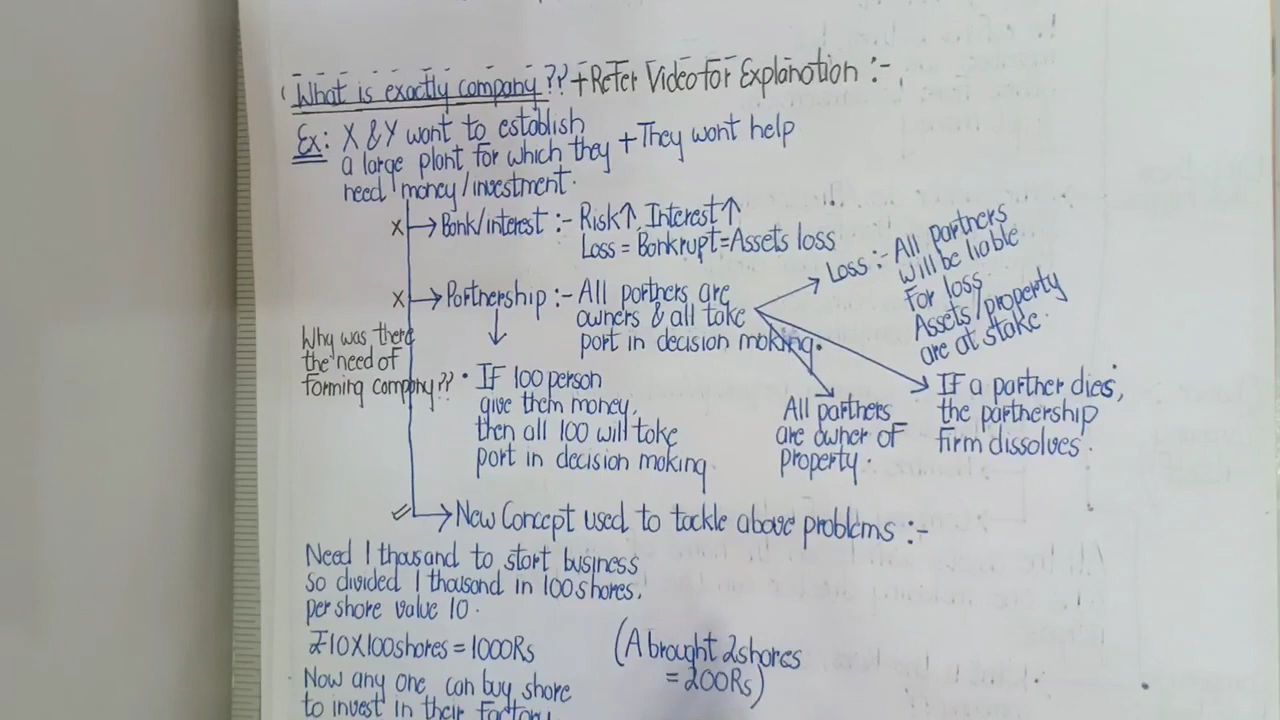 What is exactly company ?? + Refer Video for Explanation :-
Ex: X & Y want to establish
a large plant for which they
need money/investment.
+ They wont help
x → Bank/interest :- Risk↑, Interest↑
Loss = Bankrupt = Assets loss
x → Partnership :- All partners are
owners & all take
part in decision making.
Loss :- All partners
will be liable
for loss
Assets/property
are at stake.
If a partner dies,
the partnership
firm dissolves.
All partners
are owner of
property.
Why was there
the need of
forming company??
• If 100 person
give them money,
then all 100 will take
part in decision making
✓ → New Concept used to tackle above problems :-
Need 1 thousand to start business
so divided 1 thousand in 100 shares.
per share value 10.
₹10X100shares = 1000Rs
(A brought 2shares
= 200Rs)
Now any one can buy share
to invest in their factory